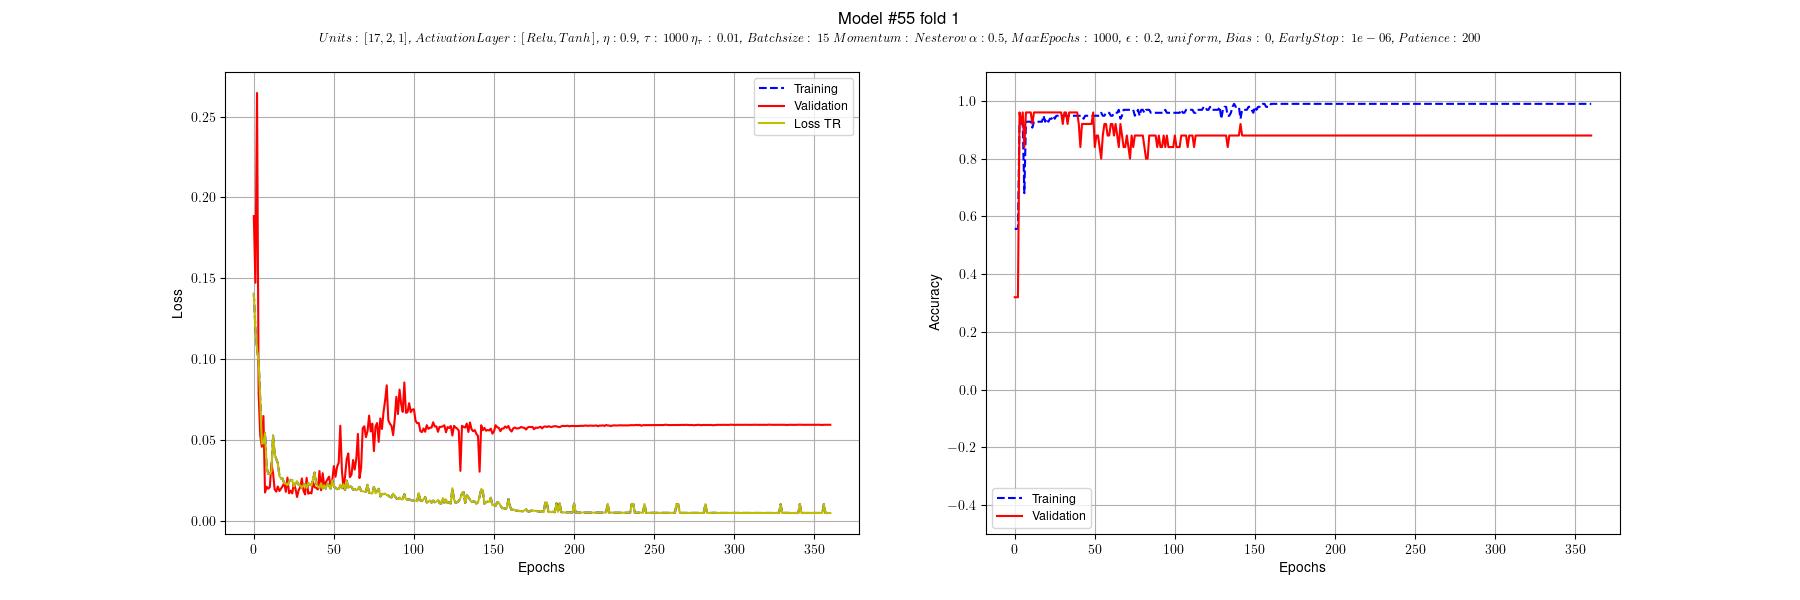 Model #55 fold 1
Units : [17, 2, 1], ActivationLayer : [Relu, Tanh], η : 0.9, τ : 1000 ητ : 0.01, Batchsize : 15 Momentum : Nesterov α : 0.5, MaxEpochs : 1000, ϵ : 0.2, uniform, Bias : 0, EarlyStop : 1e − 06, Patience : 200
Training
Validation
Loss TR
0.25
0.20
0.15
0.10
0.05
0.00
Loss
0 50 100 150 200 250 300 350
Epochs
1.0
0.8
0.6
0.4
0.2
0.0
−0.2
−0.4
Accuracy
Training
Validation
0 50 100 150 200 250 300 350
Epochs